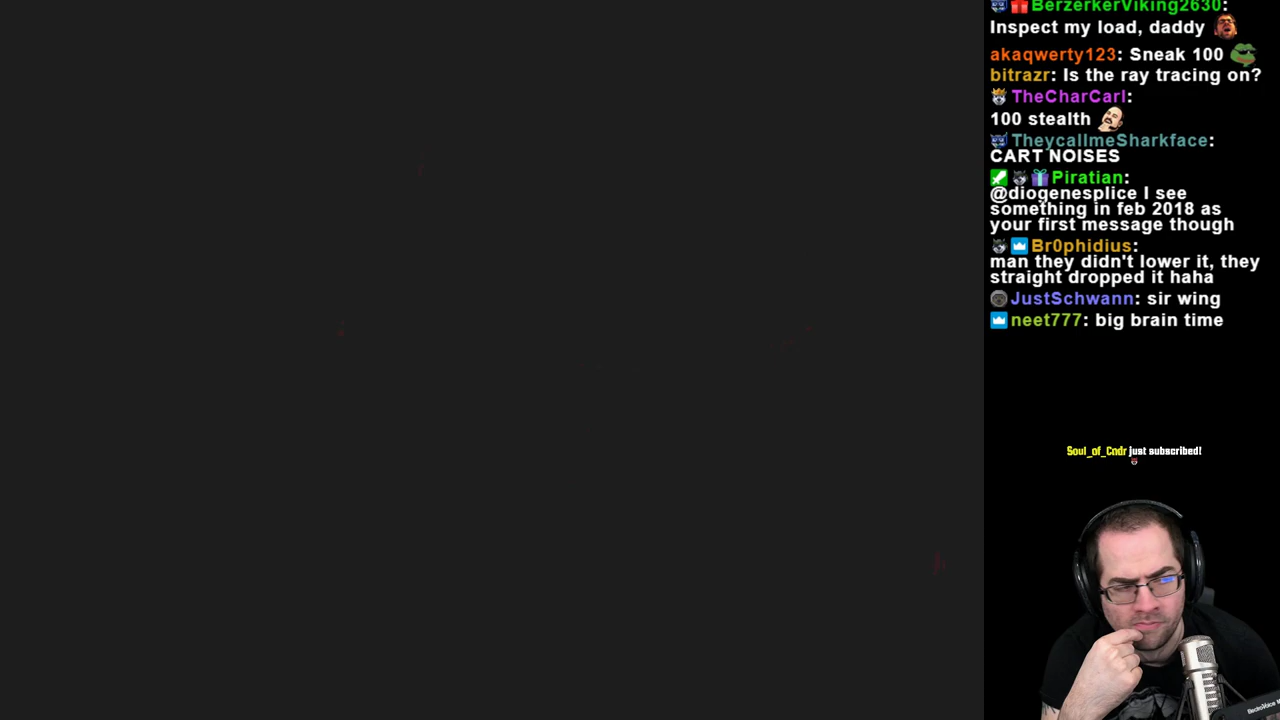 BerzerkerViking2630:
Inspect my load, daddy
akaqwerty123: Sneak 100
bitrazr: Is the ray tracing on?
TheCharCarl:
100 stealth
TheycallmeSharkface:
CART NOISES
Piratian:
@diogenesplice I see
something in feb 2018 as
your first message though
Br0phidius:
man they didn't lower it, they
straight dropped it haha
JustSchwann: sir wing
neet777: big brain time
Soul_of_Cndr just subscribed!
ElectroVoice